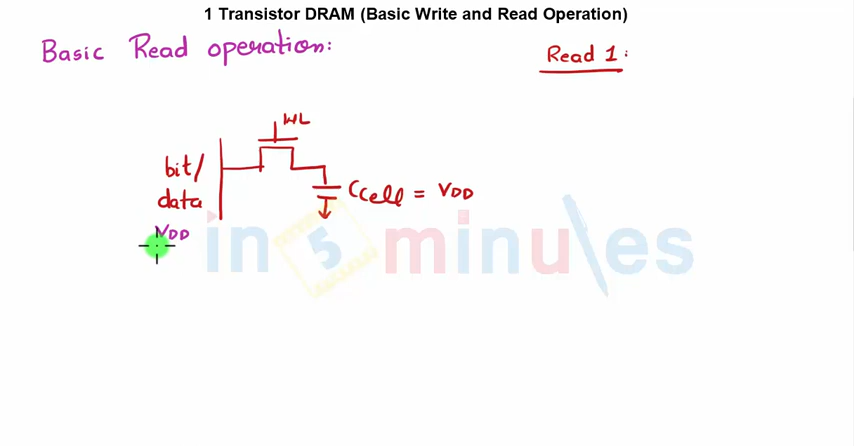 1 Transistor DRAM (Basic Write and Read Operation)
Basic Read operation:
Read 1:
WL
bit/
data
Ccell = VDD
VDD
in 5 minutes